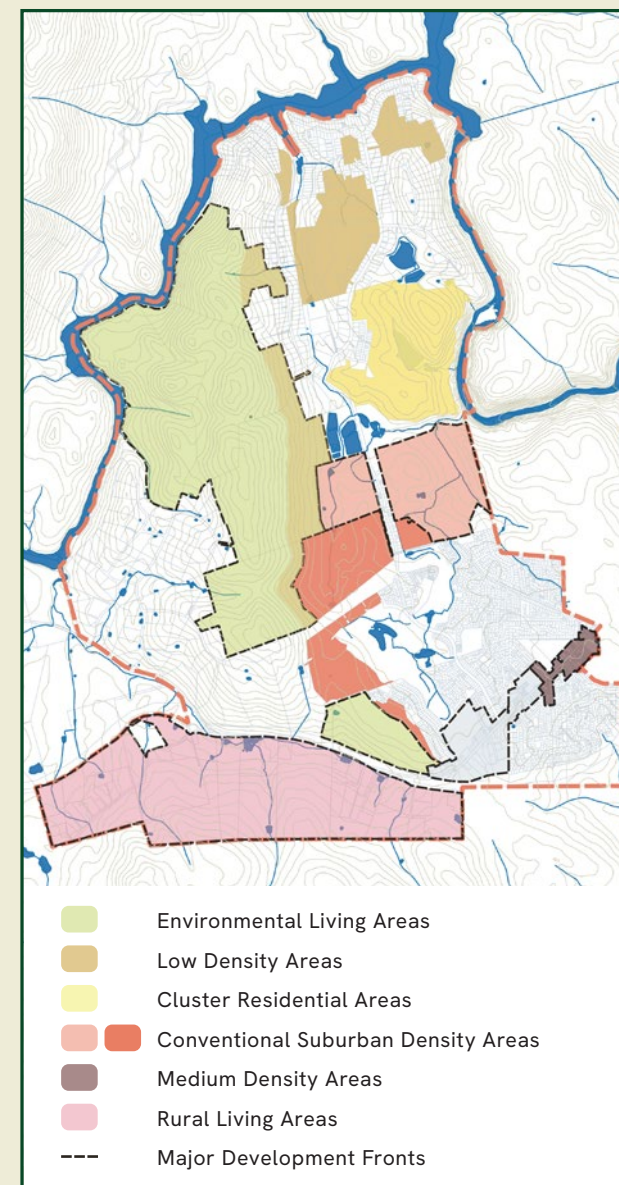 Environmental Living Areas
Low Density Areas
Cluster Residential Areas
Conventional Suburban Density Areas
Medium Density Areas
Rural Living Areas
Major Development Fronts